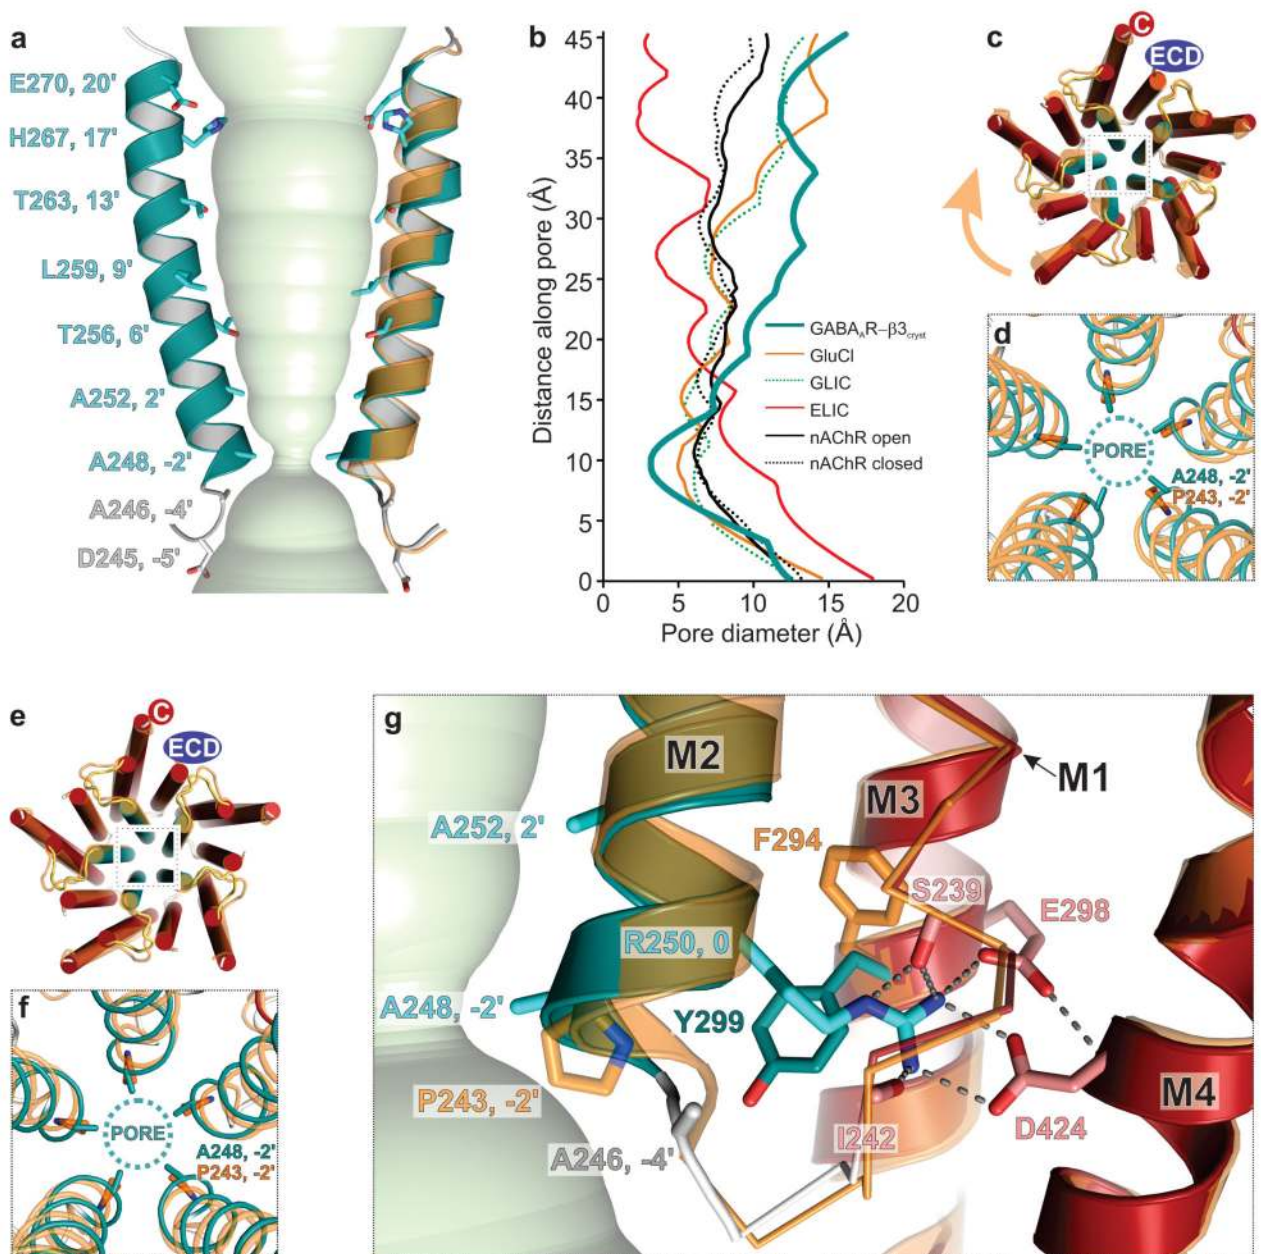 a
E270, 20'
H267, 17'
T263, 13'
L259, 9'
T256, 6'
A252, 2'
A248, -2'
A246, -4'
D245, -5'
b
Distance along pore (Å)
45
40
35
30
25
20
15
10
5
0
0 5 10 15 20
Pore diameter (Å)
GABAAR–β3cryst
GluCl
GLIC
ELIC
nAChR open
nAChR closed
c
C
ECD
d
PORE
A248, -2'
P243, -2'
e
C
ECD
f
PORE
A248, -2'
P243, -2'
g
M2
M3
M1
A252, 2'
F294
S239
E298
R250, 0
A248, -2'
Y299
P243, -2'
M4
I242
D424
A246, -4'